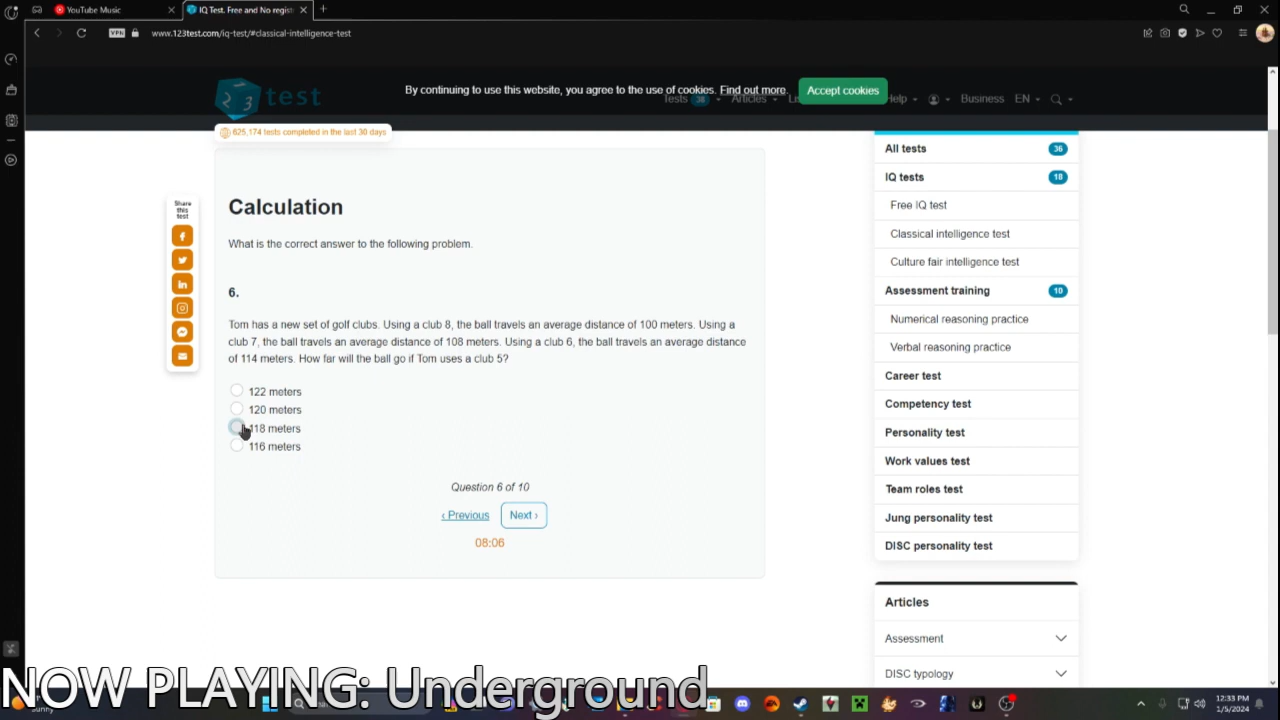 YouTube Music
IQ Test. Free and No regist
VPN
www.123test.com/iq-test/#classical-intelligence-test
123 test
By continuing to use this website, you agree to the use of cookies. Find out more.
Accept cookies
Tests 36
Articles
Help
Business
EN
625,174 tests completed in the last 30 days
Share
this
test
Calculation
What is the correct answer to the following problem.
6.
Tom has a new set of golf clubs. Using a club 8, the ball travels an average distance of 100 meters. Using a
club 7, the ball travels an average distance of 108 meters. Using a club 6, the ball travels an average distance
of 114 meters. How far will the ball go if Tom uses a club 5?
122 meters
120 meters
118 meters
116 meters
Question 6 of 10
‹ Previous
Next ›
08:06
All tests 36
IQ tests 18
Free IQ test
Classical intelligence test
Culture fair intelligence test
Assessment training 10
Numerical reasoning practice
Verbal reasoning practice
Career test
Competency test
Personality test
Work values test
Team roles test
Jung personality test
DISC personality test
Articles
Assessment
DISC typology
NOW PLAYING: Underground
Sunny
12:33 PM
1/5/2024